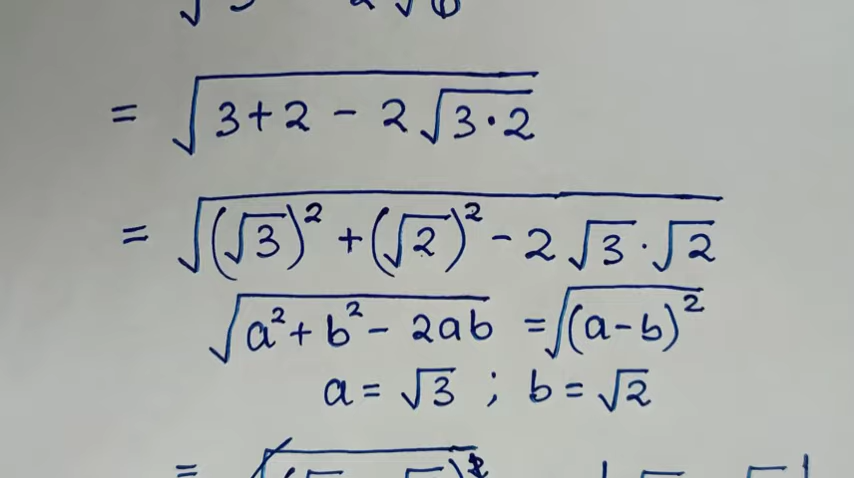 = √(3+2 - 2√(3·2))
= √((√3)² + (√2)² - 2√3·√2)
√(a² + b² - 2ab) = √((a-b)²)
a = √3 ; b = √2
=